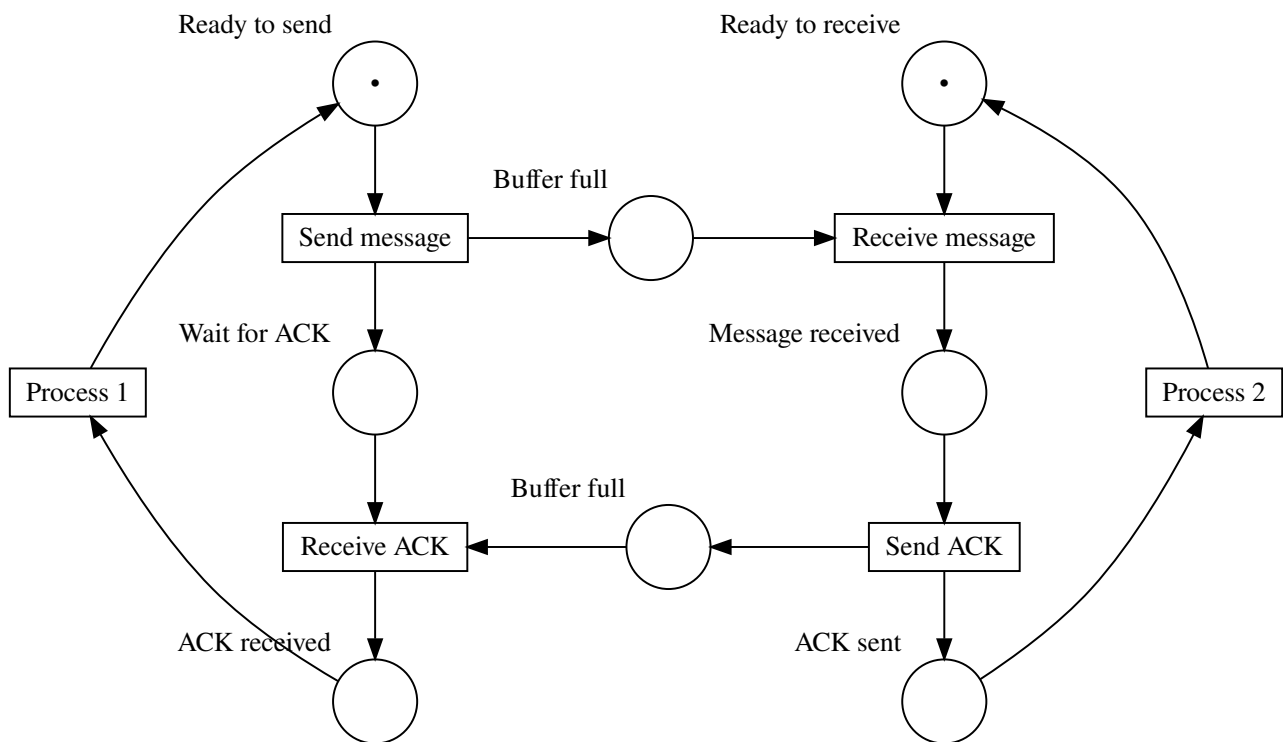 Ready to send
Ready to receive
Buffer full
Send message
Receive message
Wait for ACK
Message received
Process 1
Process 2
Buffer full
Receive ACK
Send ACK
ACK received
ACK sent